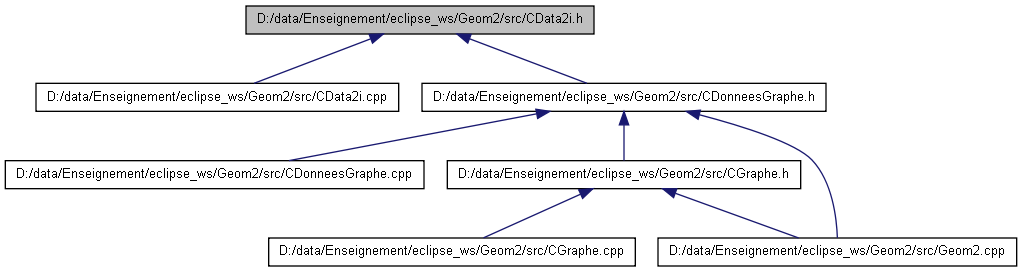 D:/data/Enseignement/eclipse_ws/Geom2/src/CData2i.h
D:/data/Enseignement/eclipse_ws/Geom2/src/CData2i.cpp
D:/data/Enseignement/eclipse_ws/Geom2/src/CDonneesGraphe.h
D:/data/Enseignement/eclipse_ws/Geom2/src/CDonneesGraphe.cpp
D:/data/Enseignement/eclipse_ws/Geom2/src/CGraphe.h
D:/data/Enseignement/eclipse_ws/Geom2/src/CGraphe.cpp
D:/data/Enseignement/eclipse_ws/Geom2/src/Geom2.cpp